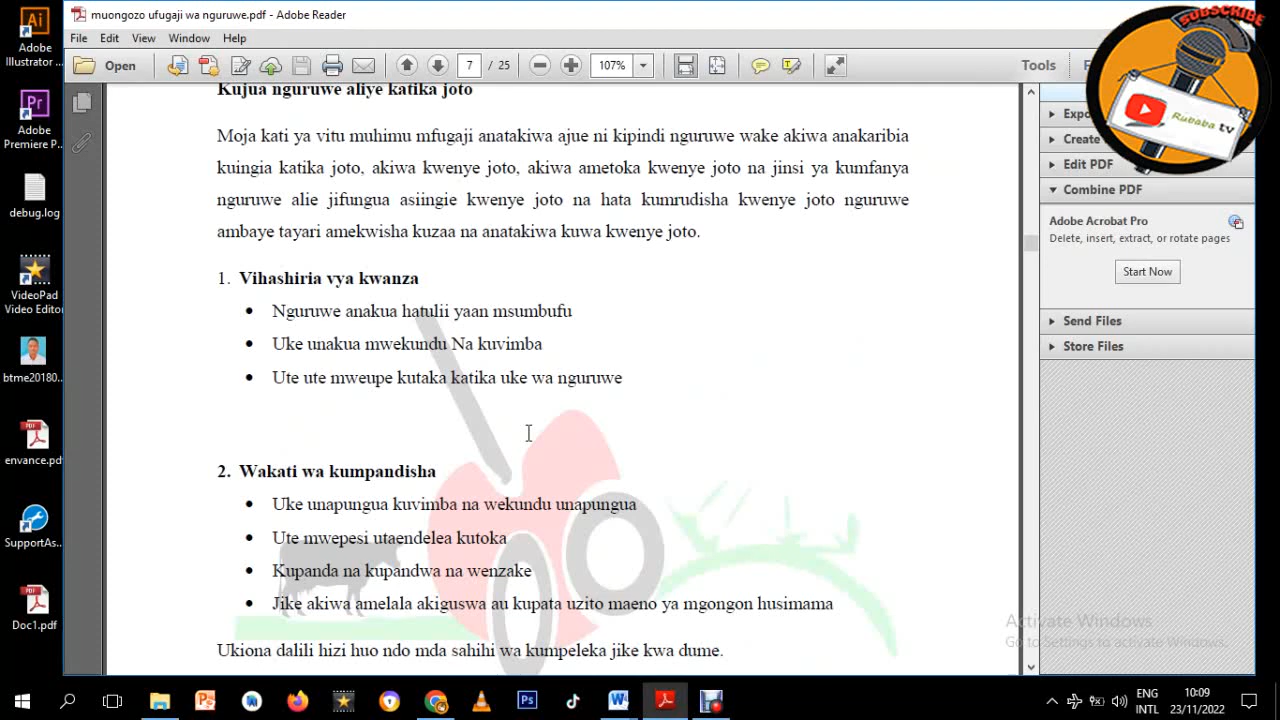 muongozo ufugaji wa nguruwe.pdf - Adobe Reader
File Edit View Window Help
Open 7 / 25 107% Tools
SUBSCRIBE
Rubaba tv
Adobe Illustrator ...
Adobe Premiere P...
debug.log
VideoPad Video Editor
btme20180...
envance.pdf
SupportAs...
Doc1.pdf
Kujua nguruwe aliye katika joto
Moja kati ya vitu muhimu mfugaji anatakiwa ajue ni kipindi nguruwe wake akiwa anakaribia
kuingia katika joto, akiwa kwenye joto, akiwa ametoka kwenye joto na jinsi ya kumfanya
nguruwe alie jifungua asiingie kwenye joto na hata kumrudisha kwenye joto nguruwe
ambaye tayari amekwisha kuzaa na anatakiwa kuwa kwenye joto.
1. Vihashiria vya kwanza
• Nguruwe anakua hatulii yaan msumbufu
• Uke unakua mwekundu Na kuvimba
• Ute ute mweupe kutaka katika uke wa nguruwe
2. Wakati wa kumpandisha
• Uke unapungua kuvimba na wekundu unapungua
• Ute mwepesi utaendelea kutoka
• Kupanda na kupandwa na wenzake
• Jike akiwa amelala akiguswa au kupata uzito maeno ya mgongon husimama
Ukiona dalili hizi huo ndo mda sahihi wa kumpeleka jike kwa dume.
Expo
Create
Edit PDF
Combine PDF
Adobe Acrobat Pro
Delete, insert, extract, or rotate pages
Start Now
Send Files
Store Files
Activate Windows
Go to Settings to activate Windows.
ENG
INTL
10:09
23/11/2022